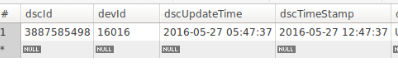 # dscId devId dscUpdateTime dscTimeStamp
1 3887585498 16016 2016-05-27 05:47:37 2016-05-27 12:47:37
* NULL NULL NULL NULL